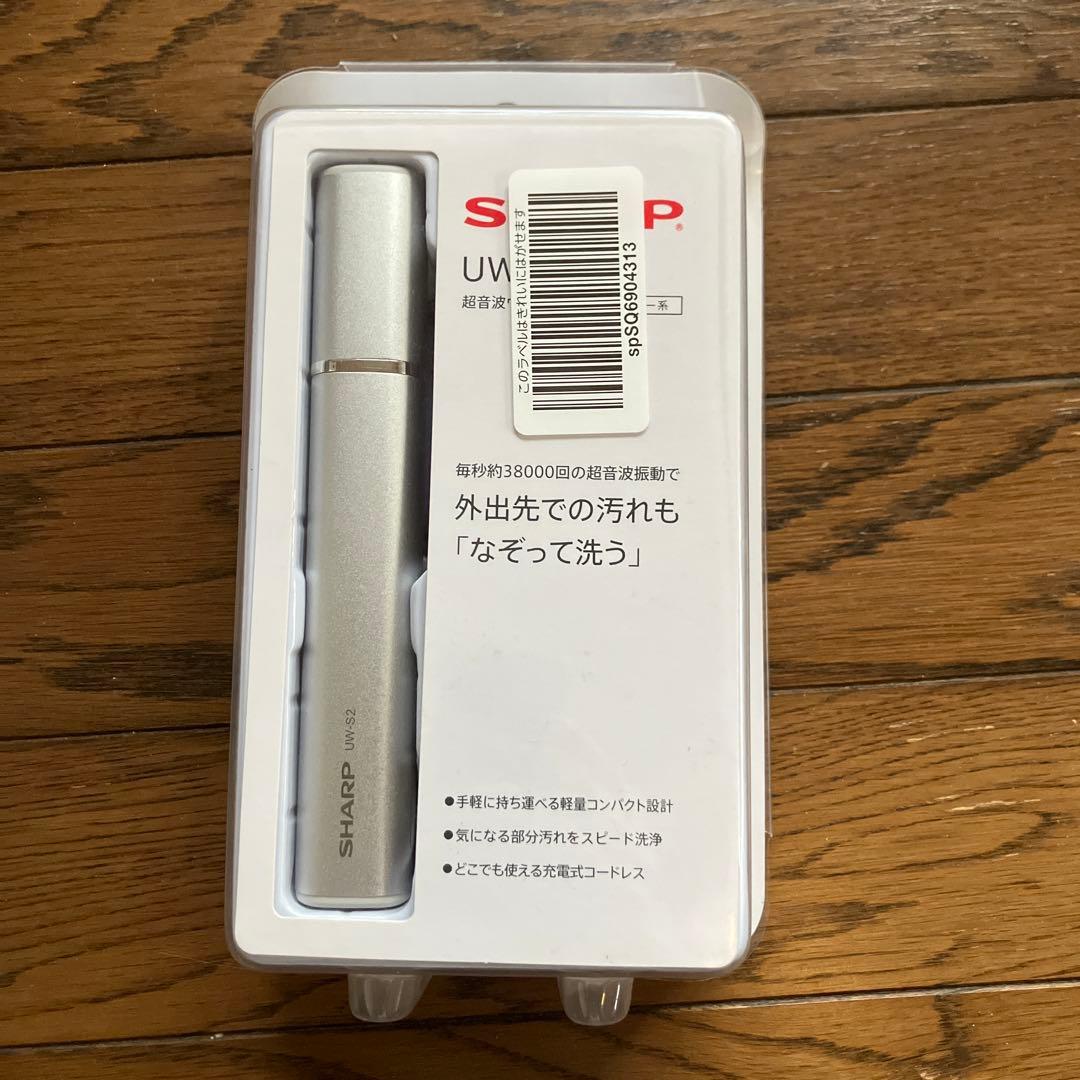 S P
UW
超音波
ー系
このラベルはきれいにはがせます
spSQ6904313
毎秒約38000回の超音波振動で
外出先での汚れも
「なぞって洗う」
●手軽に持ち運べる軽量コンパクト設計
●気になる部分汚れをスピード洗浄
●どこでも使える充電式コードレス
SHARP UW-S2